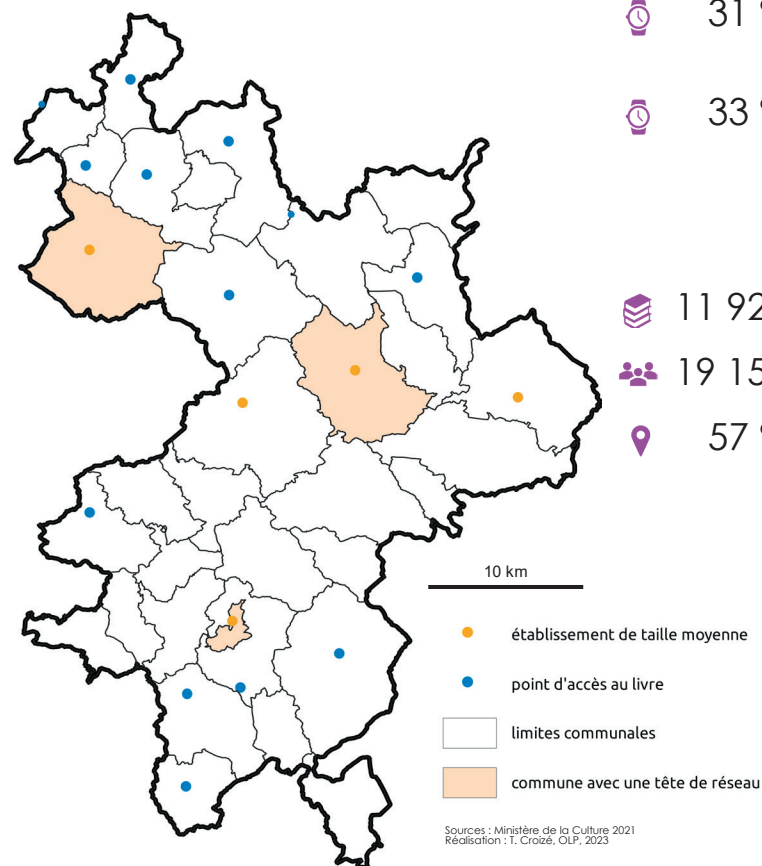 31
33
11 92
19 15
57
10 km
établissement de taille moyenne
point d'accès au livre
limites communales
commune avec une tête de réseau
Sources : Ministère de la Culture 2021
Réalisation : T. Croizé, OLP, 2023